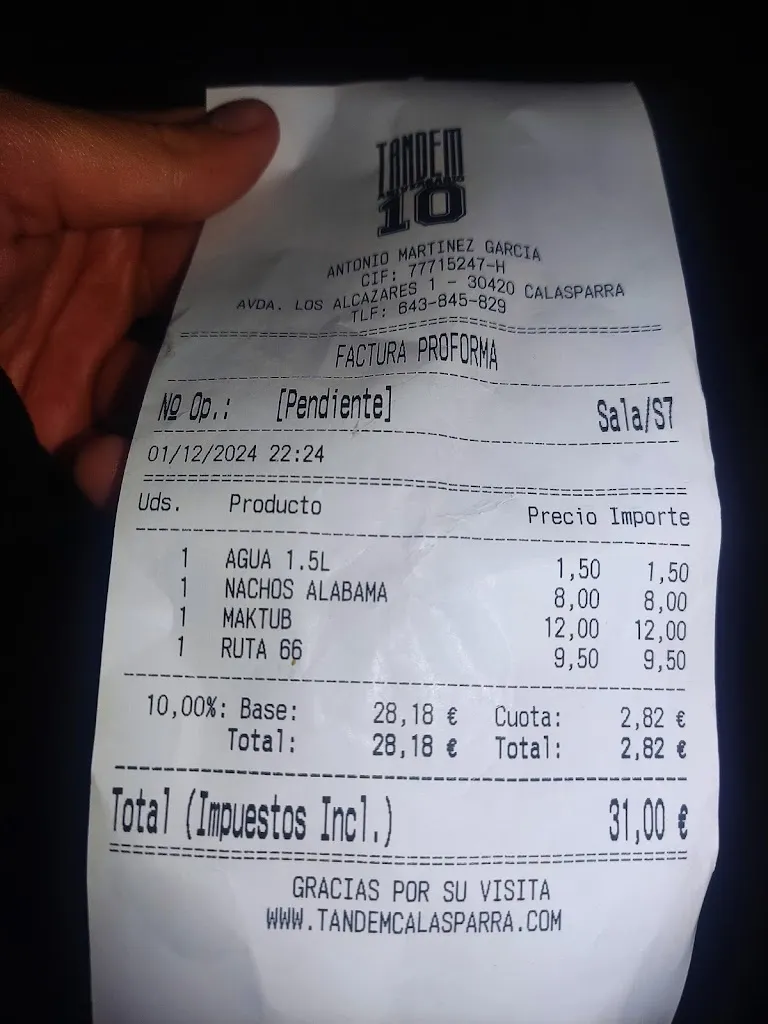 TANDEM
ANIVERSARIO
10
ANTONIO MARTINEZ GARCIA
CIF: 77715247-H
AVDA. LOS ALCAZARES 1 - 30420 CALASPARRA
TLF: 643-845-829
FACTURA PROFORMA
Nº Op.: [Pendiente] Sala/S7
01/12/2024 22:24
Uds. Producto Precio Importe
1 AGUA 1.5L 1,50 1,50
1 NACHOS ALABAMA 8,00 8,00
1 MAKTUB 12,00 12,00
1 RUTA 66 9,50 9,50
10,00%: Base: 28,18 € Cuota: 2,82 €
Total: 28,18 € Total: 2,82 €
Total (Impuestos Incl.) 31,00 €
GRACIAS POR SU VISITA
WWW.TANDEMCALASPARRA.COM